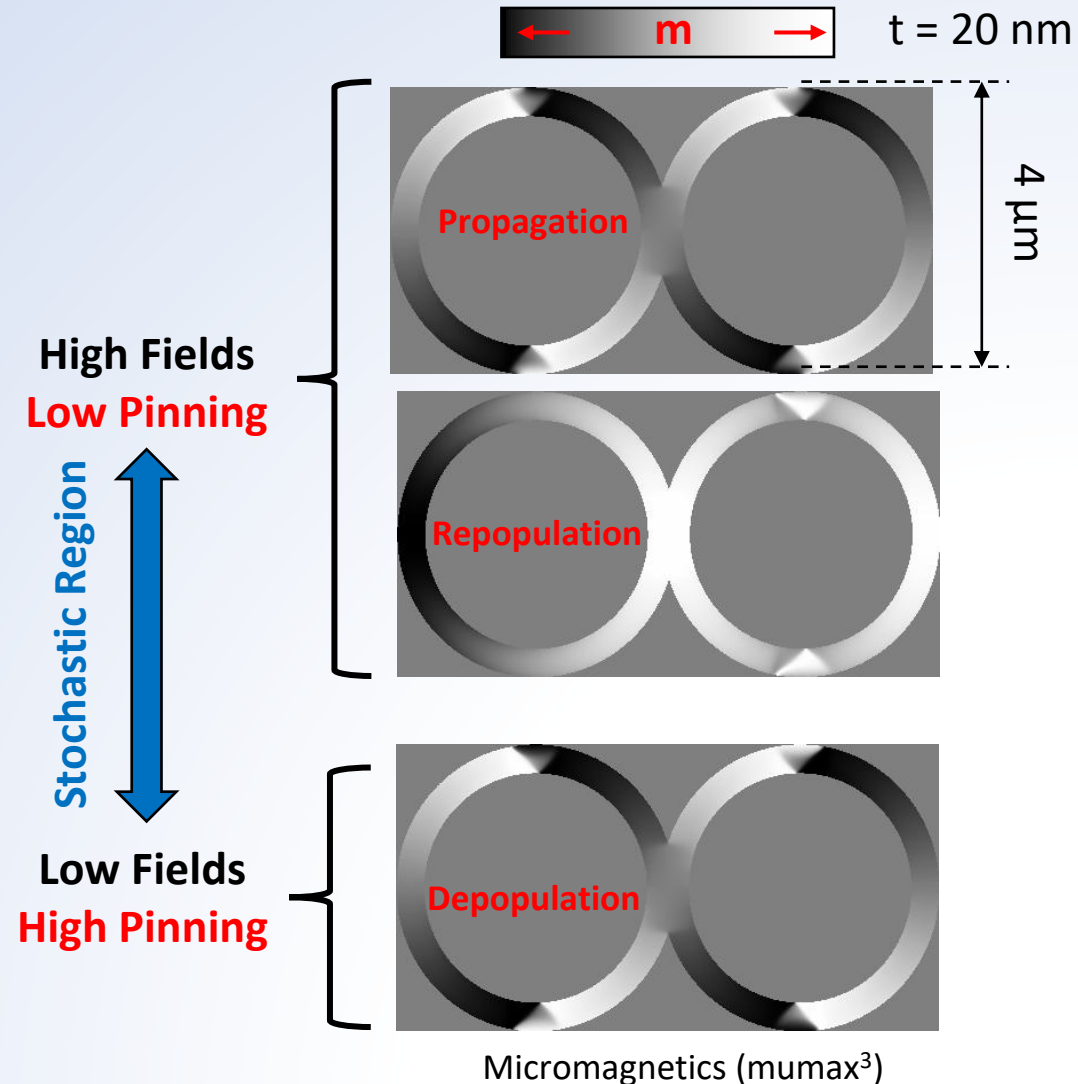 m
t = 20 nm
Propagation
4 µm
High Fields
Low Pinning
Repopulation
Stochastic Region
Low Fields
High Pinning
Depopulation
Micromagnetics (mumax³)